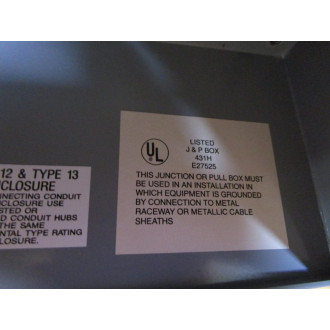 UL
LISTED
J & P BOX
431H
E27525
THIS JUNCTION OR PULL BOX MUST
BE USED IN AN INSTALLATION IN
WHICH EQUIPMENT IS GROUNDED
BY CONNECTION TO METAL
RACEWAY OR METALLIC CABLE
SHEATHS
12 & TYPE 13
CLOSURE
NNECTING CONDUIT
CLOSURE USE
STED OR
D CONDUIT HUBS
THE SAME
NTAL TYPE RATING
LOSURE.